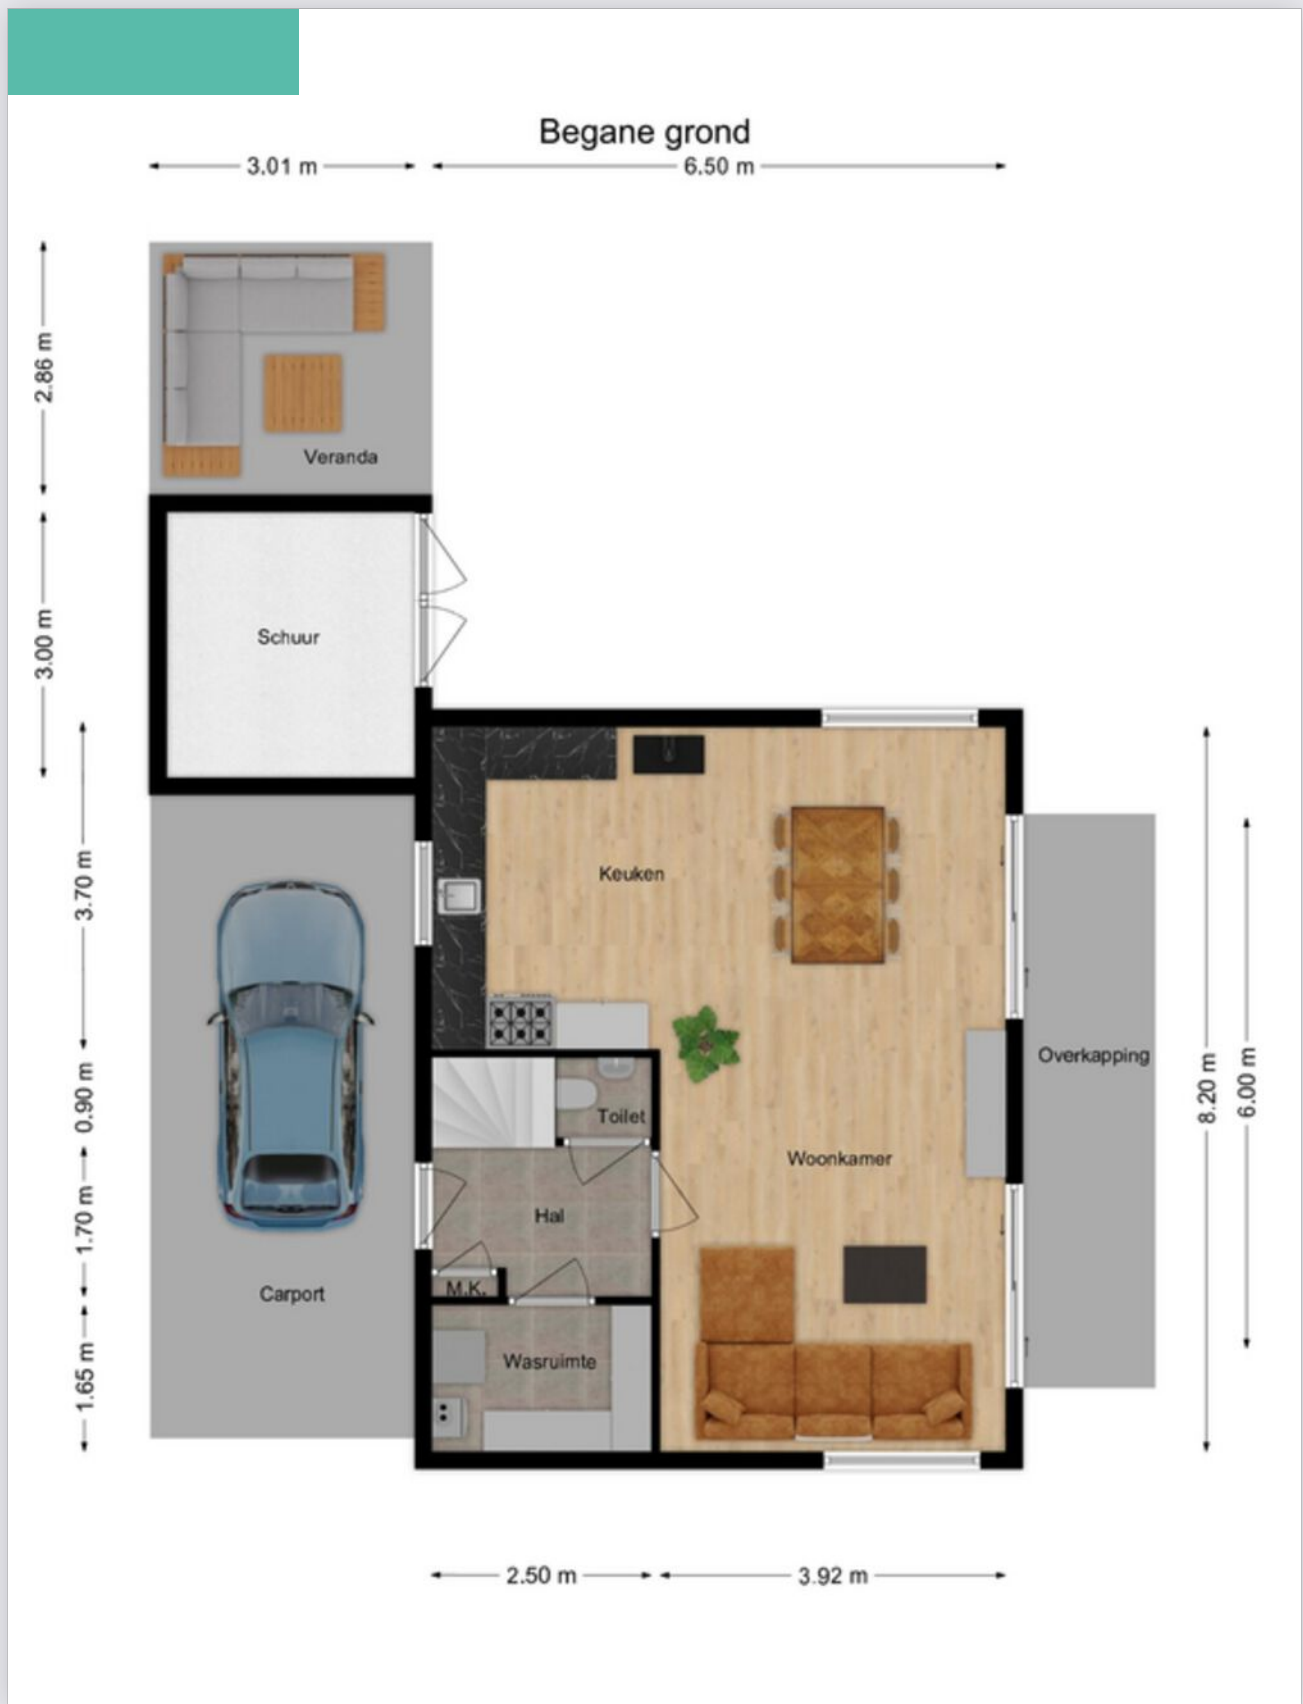 Begane grond
3.01 m
6.50 m
2.86 m
Veranda
3.00 m
Schuur
3.70 m
Keuken
Overkapping
0.90 m
8.20 m
6.00 m
Toilet
Woonkamer
1.70 m
Hal
M.K.
Carport
1.65 m
Wasruimte
2.50 m
3.92 m